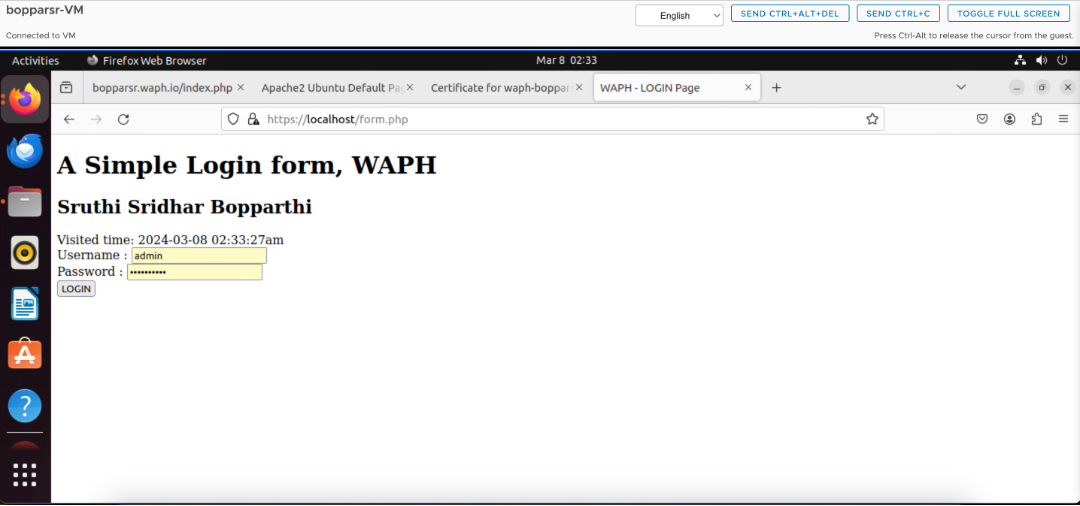 bopparsr-VM
English
SEND CTRL+ALT+DEL
SEND CTRL+C
TOGGLE FULL SCREEN
Connected to VM
Press Ctrl-Alt to release the cursor from the guest.
Activities
Firefox Web Browser
Mar 8 02:33
bopparsr.waph.io/index.php
Apache2 Ubuntu Default Pa
Certificate for waph-boppar
WAPH - LOGIN Page
https://localhost/form.php
A Simple Login form, WAPH
Sruthi Sridhar Bopparthi
Visited time: 2024-03-08 02:33:27am
Username : admin
Password : ••••••••••
LOGIN